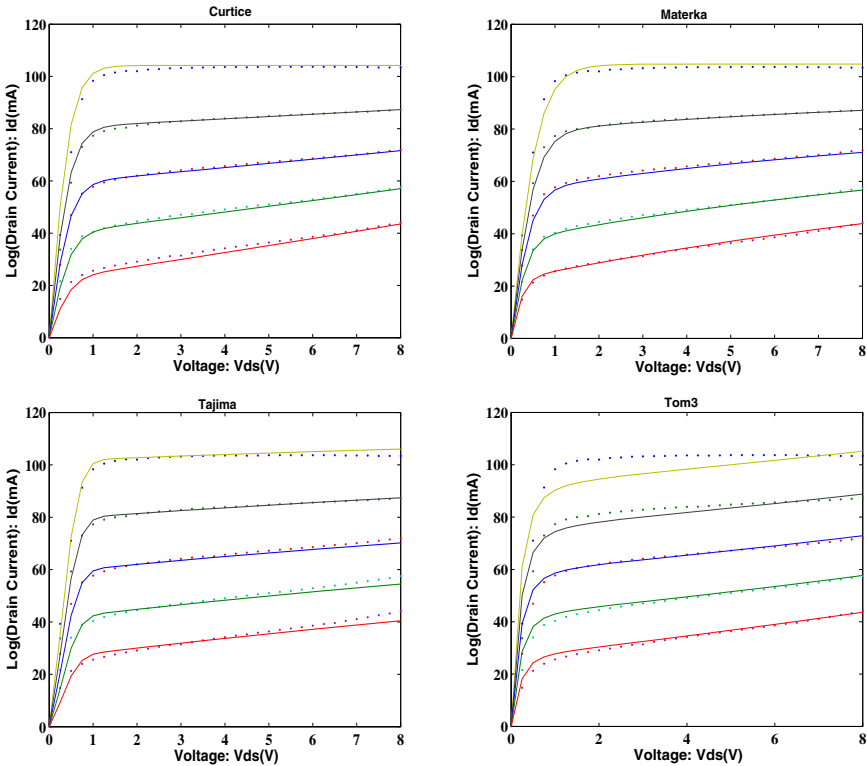 Curtice
120
100
80
60
40
20
0
0 1 2 3 4 5 6 7 8
Log(Drain Current): Id(mA)
Voltage: Vds(V)
Materka
120
100
80
60
40
20
0
0 1 2 3 4 5 6 7 8
Log(Drain Current): Id(mA)
Voltage: Vds(V)
Tajima
120
100
80
60
40
20
0
0 1 2 3 4 5 6 7 8
Log(Drain Current): Id(mA)
Voltage: Vds(V)
Tom3
120
100
80
60
40
20
0
0 2 4 6 8
Log(Drain Current): Id(mA)
Voltage: Vds(V)